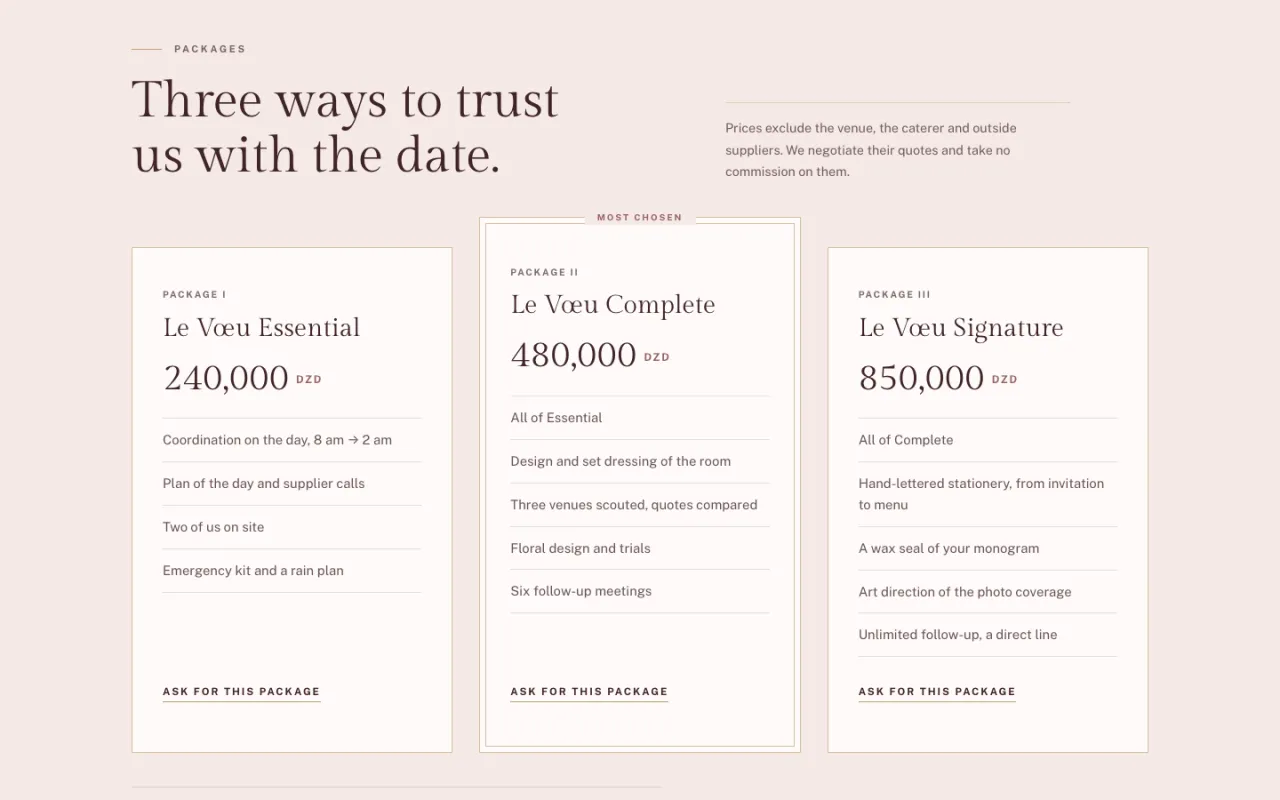 PACKAGES
Three ways to trust
us with the date.
Prices exclude the venue, the caterer and outside
suppliers. We negotiate their quotes and take no
commission on them.
PACKAGE I
Le Vœu Essential
240,000 DZD
Coordination on the day, 8 am → 2 am
Plan of the day and supplier calls
Two of us on site
Emergency kit and a rain plan
ASK FOR THIS PACKAGE
MOST CHOSEN
PACKAGE II
Le Vœu Complete
480,000 DZD
All of Essential
Design and set dressing of the room
Three venues scouted, quotes compared
Floral design and trials
Six follow-up meetings
ASK FOR THIS PACKAGE
PACKAGE III
Le Vœu Signature
850,000 DZD
All of Complete
Hand-lettered stationery, from invitation
to menu
A wax seal of your monogram
Art direction of the photo coverage
Unlimited follow-up, a direct line
ASK FOR THIS PACKAGE